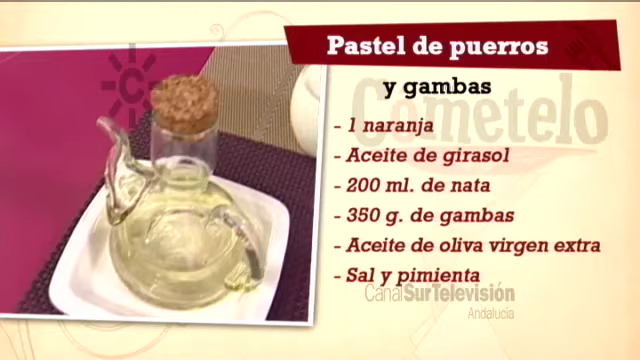 Pastel de puerros
y gambas
Cometelo
- 1 naranja
- Aceite de girasol
- 200 ml. de nata
- 350 g. de gambas
- Aceite de oliva virgen extra
- Sal y pimienta
CanalSurTelevisión
Andalucía